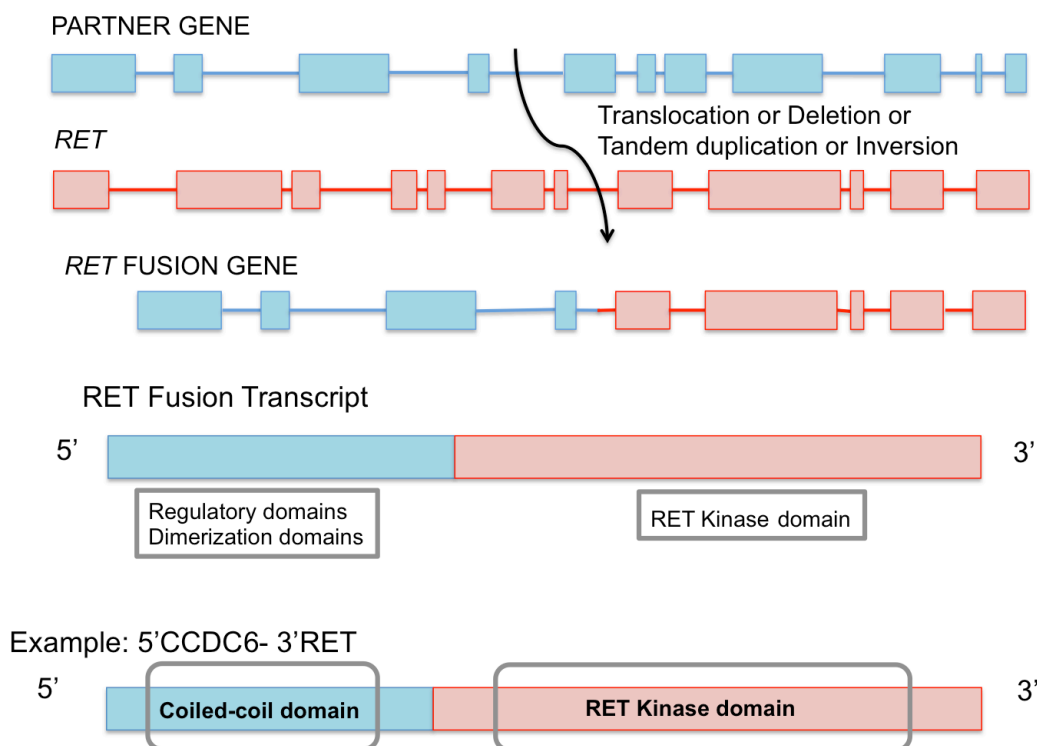 PARTNER GENE
Translocation or Deletion or
Tandem duplication or Inversion
RET
RET FUSION GENE
RET Fusion Transcript
5’
3’
Regulatory domains
Dimerization domains
RET Kinase domain
Example: 5’CCDC6- 3’RET
5’
3’
Coiled-coil domain
RET Kinase domain